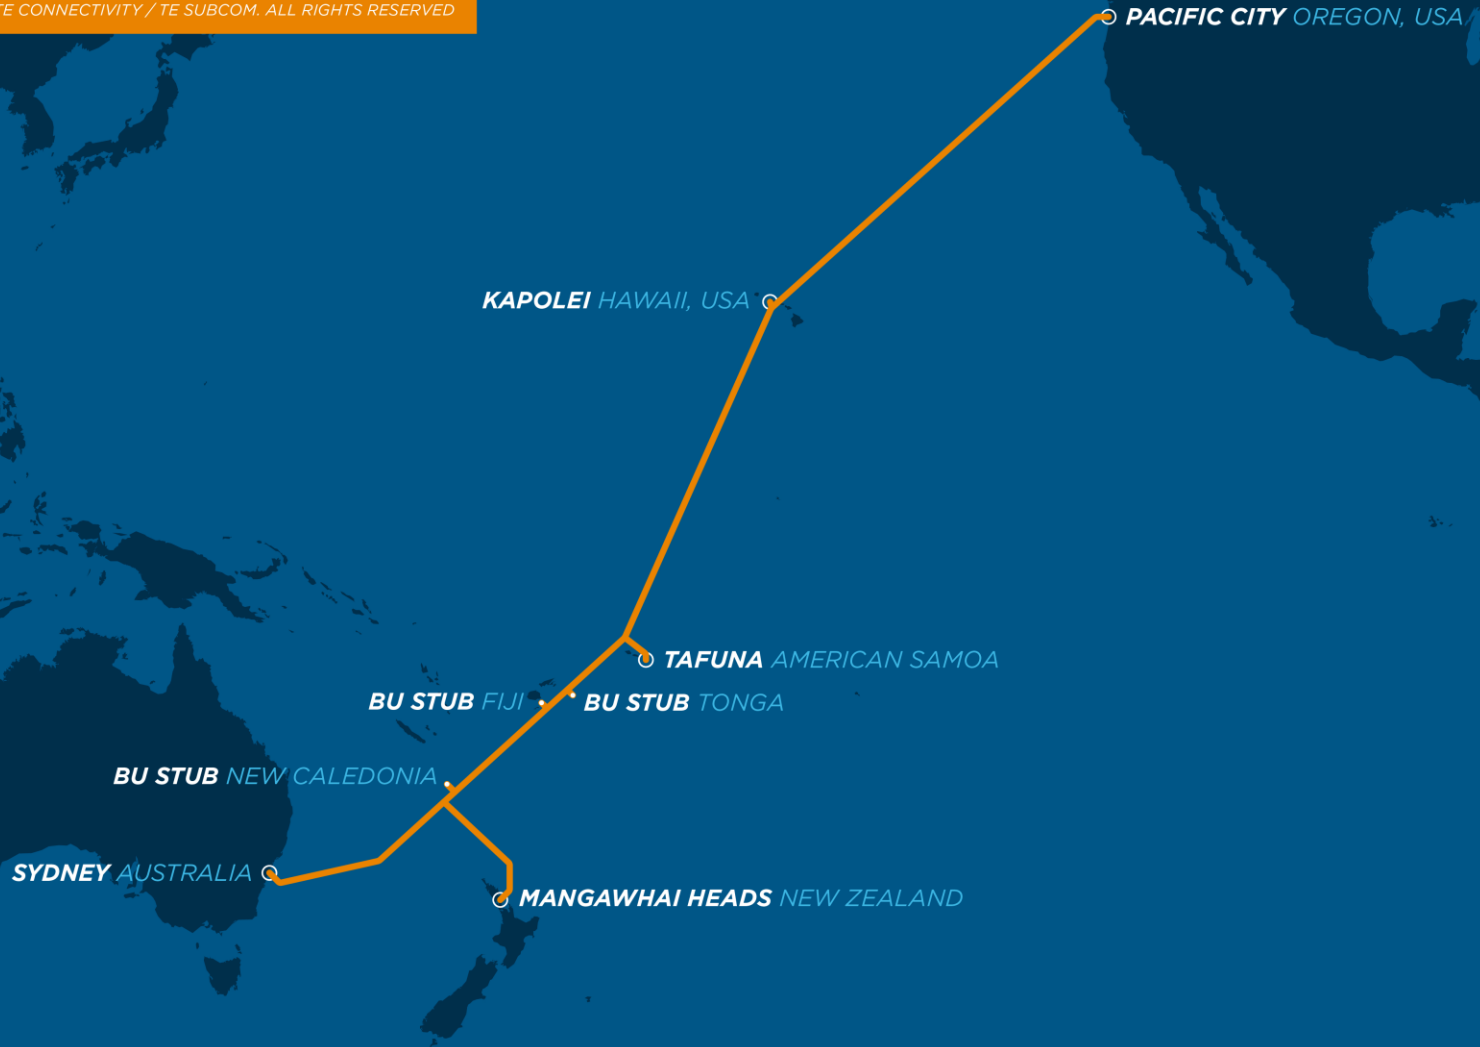 TE CONNECTIVITY / TE SUBCOM. ALL RIGHTS RESERVED
PACIFIC CITY OREGON, USA
KAPOLEI HAWAII, USA
TAFUNA AMERICAN SAMOA
BU STUB FIJI
BU STUB TONGA
BU STUB NEW CALEDONIA
SYDNEY AUSTRALIA
MANGAWHAI HEADS NEW ZEALAND